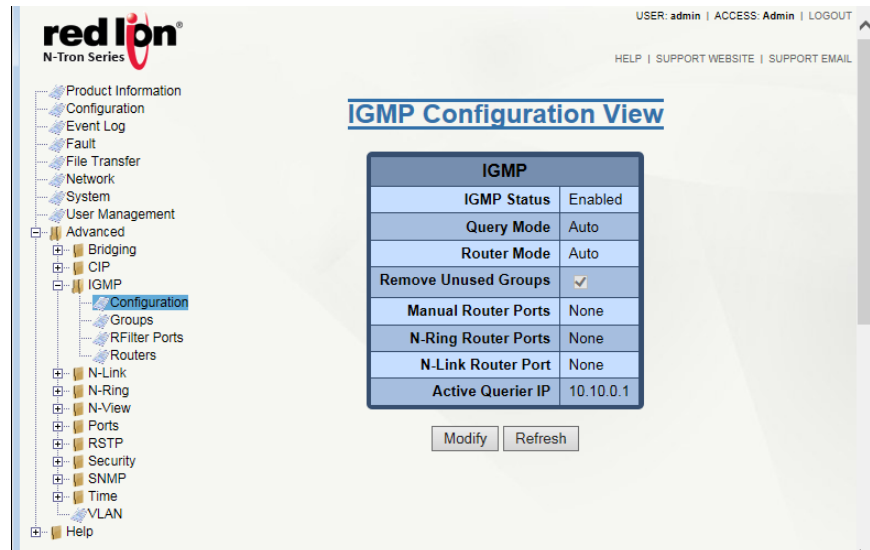 USER: admin | ACCESS: Admin | LOGOUT
red lion®
N-Tron Series
HELP | SUPPORT WEBSITE | SUPPORT EMAIL
Product Information
Configuration
Event Log
Fault
File Transfer
Network
System
User Management
Advanced
Bridging
CIP
IGMP
Configuration
Groups
RFilter Ports
Routers
N-Link
N-Ring
N-View
Ports
RSTP
Security
SNMP
Time
VLAN
Help
IGMP Configuration View
IGMP
IGMP Status Enabled
Query Mode Auto
Router Mode Auto
Remove Unused Groups
Manual Router Ports None
N-Ring Router Ports None
N-Link Router Port None
Active Querier IP 10.10.0.1
Modify Refresh